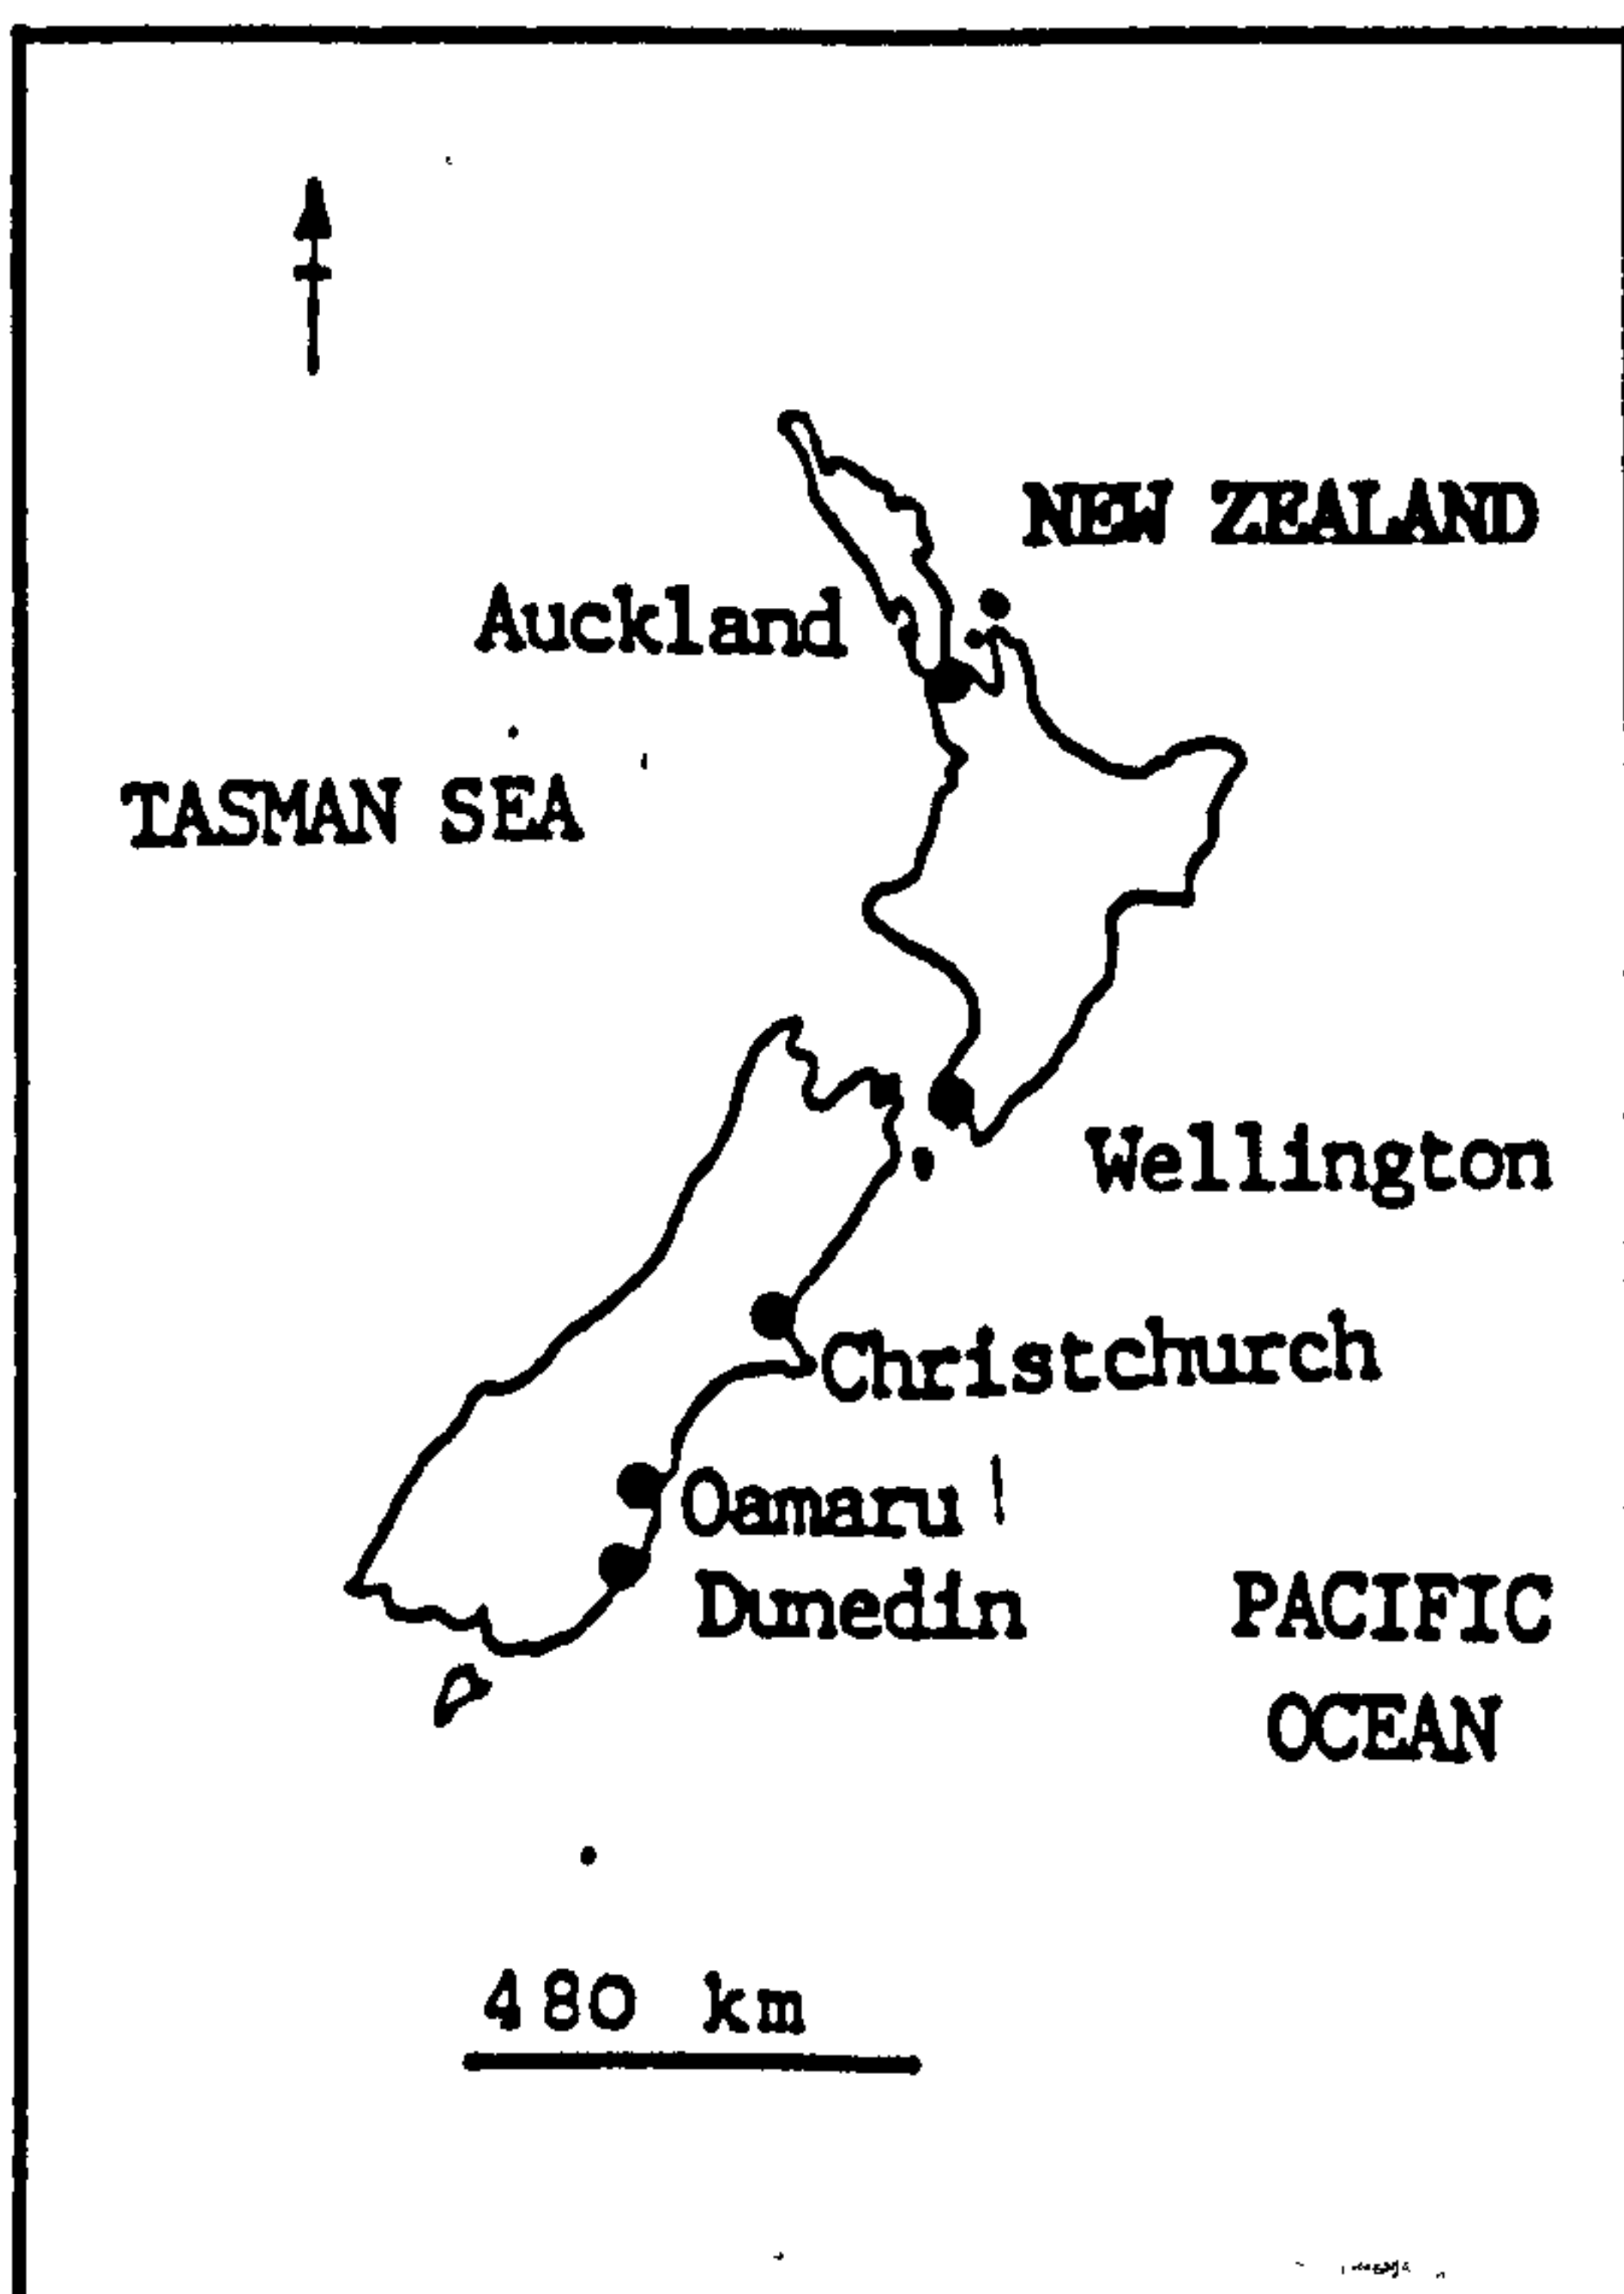 NEW ZEALAND
Auckland
TASMAN SEA
Wellington
Christchurch
Oamaru
Dunedin
PACIFIC
OCEAN
480 km